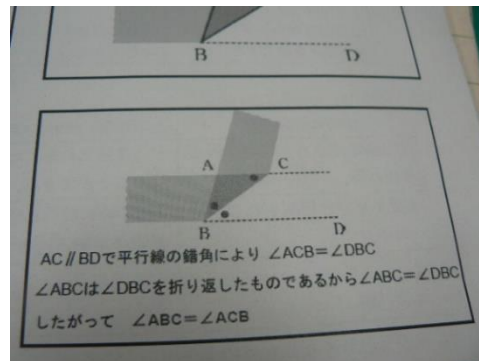 B D
A C
B D
AC∥BDで平行線の錯角により ∠ACB=∠DBC
∠ABCは∠DBCを折り返したものであるから∠ABC=∠DBC
したがって ∠ABC=∠ACB